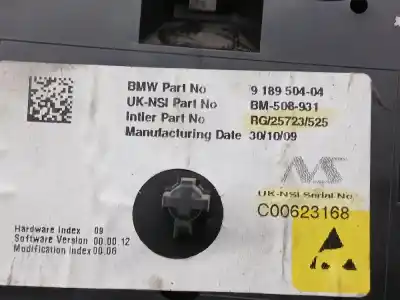 BMW Part No 9 189 504-04
UK-NSI Part No BM-508-931
Intier Part No RG/25723/525
Manufacturing Date 30/10/09
UK-NSI Serial No
C00623168
Hardware Index 09
Software Version 00.00.12
Modification Index 00.06